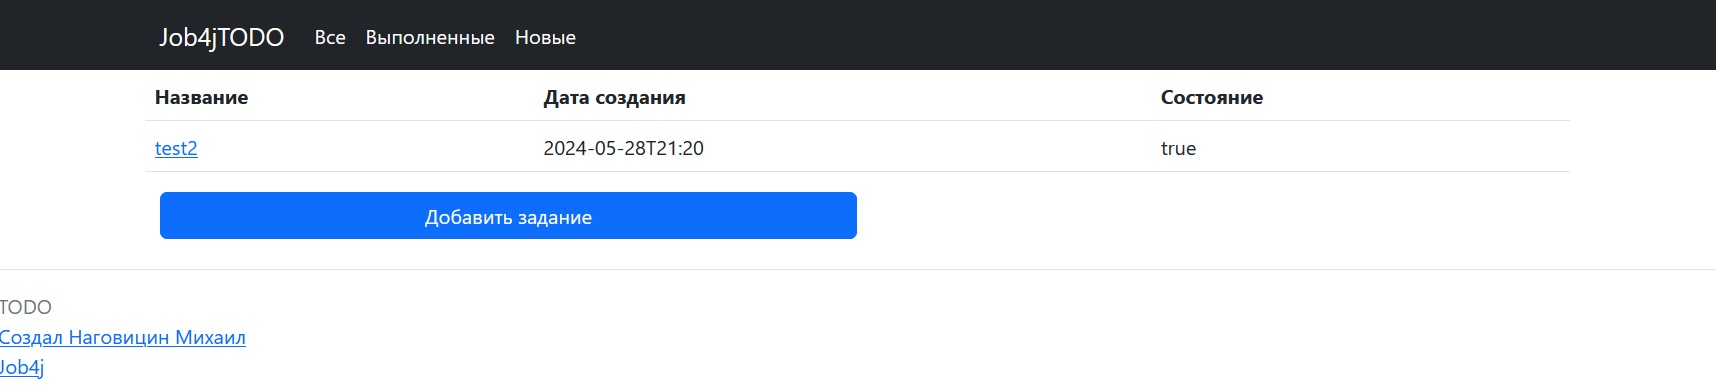 Job4jTODO Все Выполненные Новые
Название Дата создания Состояние
test2 2024-05-28T21:20 true
Добавить задание
TODO
Создал Наговицин Михаил
Job4j